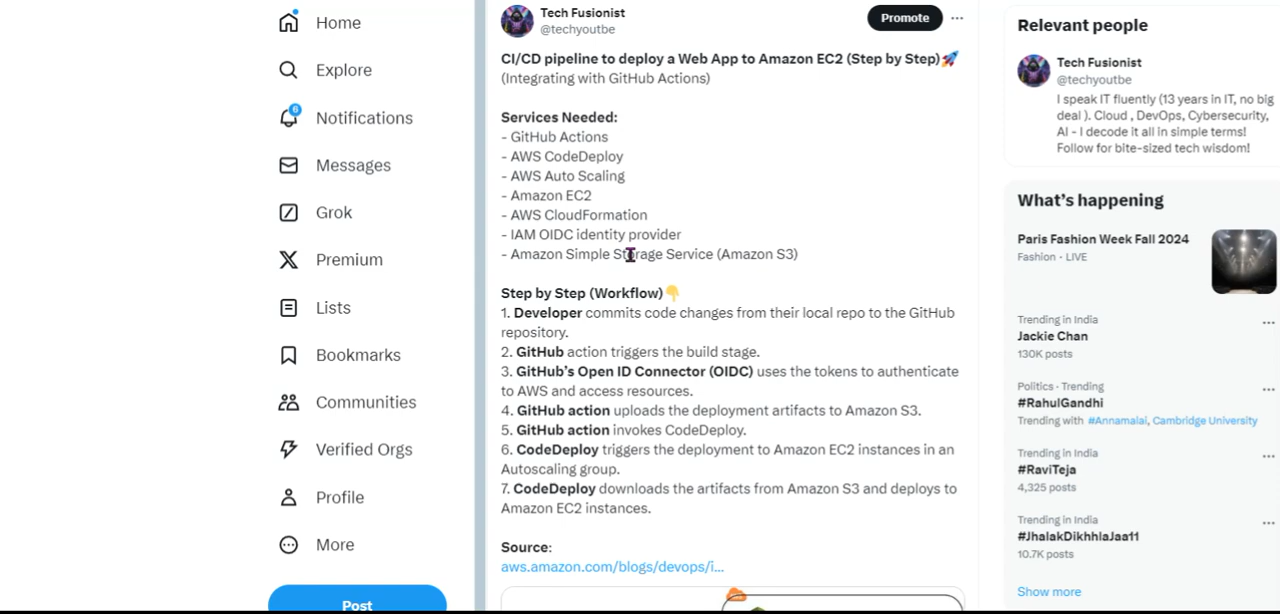 Home
Explore
6
Notifications
Messages
Grok
Premium
Lists
Bookmarks
Communities
Verified Orgs
Profile
More
Post
Tech Fusionist
@techyoutbe
Promote
CI/CD pipeline to deploy a Web App to Amazon EC2 (Step by Step)🚀
(Integrating with GitHub Actions)
Services Needed:
- GitHub Actions
- AWS CodeDeploy
- AWS Auto Scaling
- Amazon EC2
- AWS CloudFormation
- IAM OIDC identity provider
- Amazon Simple Storage Service (Amazon S3)
Step by Step (Workflow)👇
1. Developer commits code changes from their local repo to the GitHub
repository.
2. GitHub action triggers the build stage.
3. GitHub's Open ID Connector (OIDC) uses the tokens to authenticate
to AWS and access resources.
4. GitHub action uploads the deployment artifacts to Amazon S3.
5. GitHub action invokes CodeDeploy.
6. CodeDeploy triggers the deployment to Amazon EC2 instances in an
Autoscaling group.
7. CodeDeploy downloads the artifacts from Amazon S3 and deploys to
Amazon EC2 instances.
Source:
aws.amazon.com/blogs/devops/i...
Relevant people
Tech Fusionist
@techyoutbe
I speak IT fluently (13 years in IT, no big
deal ). Cloud , DevOps, Cybersecurity,
AI - I decode it all in simple terms!
Follow for bite-sized tech wisdom!
What's happening
Paris Fashion Week Fall 2024
Fashion · LIVE
Trending in India
Jackie Chan
130K posts
Politics · Trending
#RahulGandhi
Trending with #Annamalai, Cambridge University
Trending in India
#RaviTeja
4,325 posts
Trending in India
#JhalakDikhhlaJaa11
10.7K posts
Show more